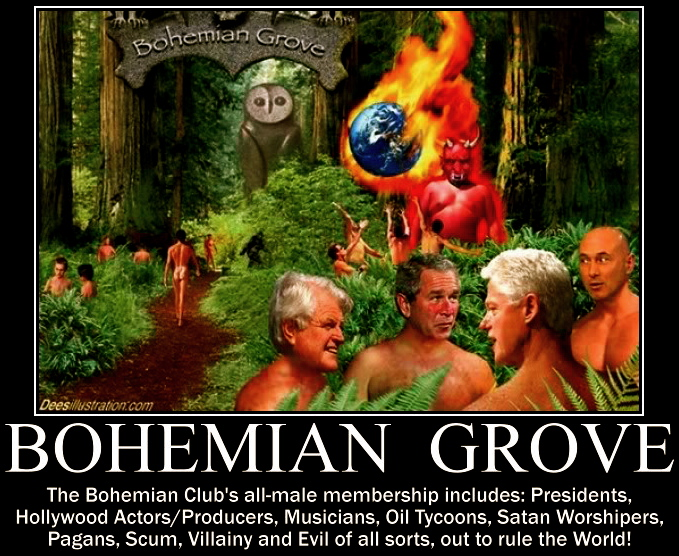 Bohemian Grove
Deesillustration.com
BOHEMIAN GROVE
The Bohemian Club's all-male membership includes: Presidents,
Hollywood Actors/Producers, Musicians, Oil Tycoons, Satan Worshipers,
Pagans, Scum, Villainy and Evil of all sorts, out to rule the World!